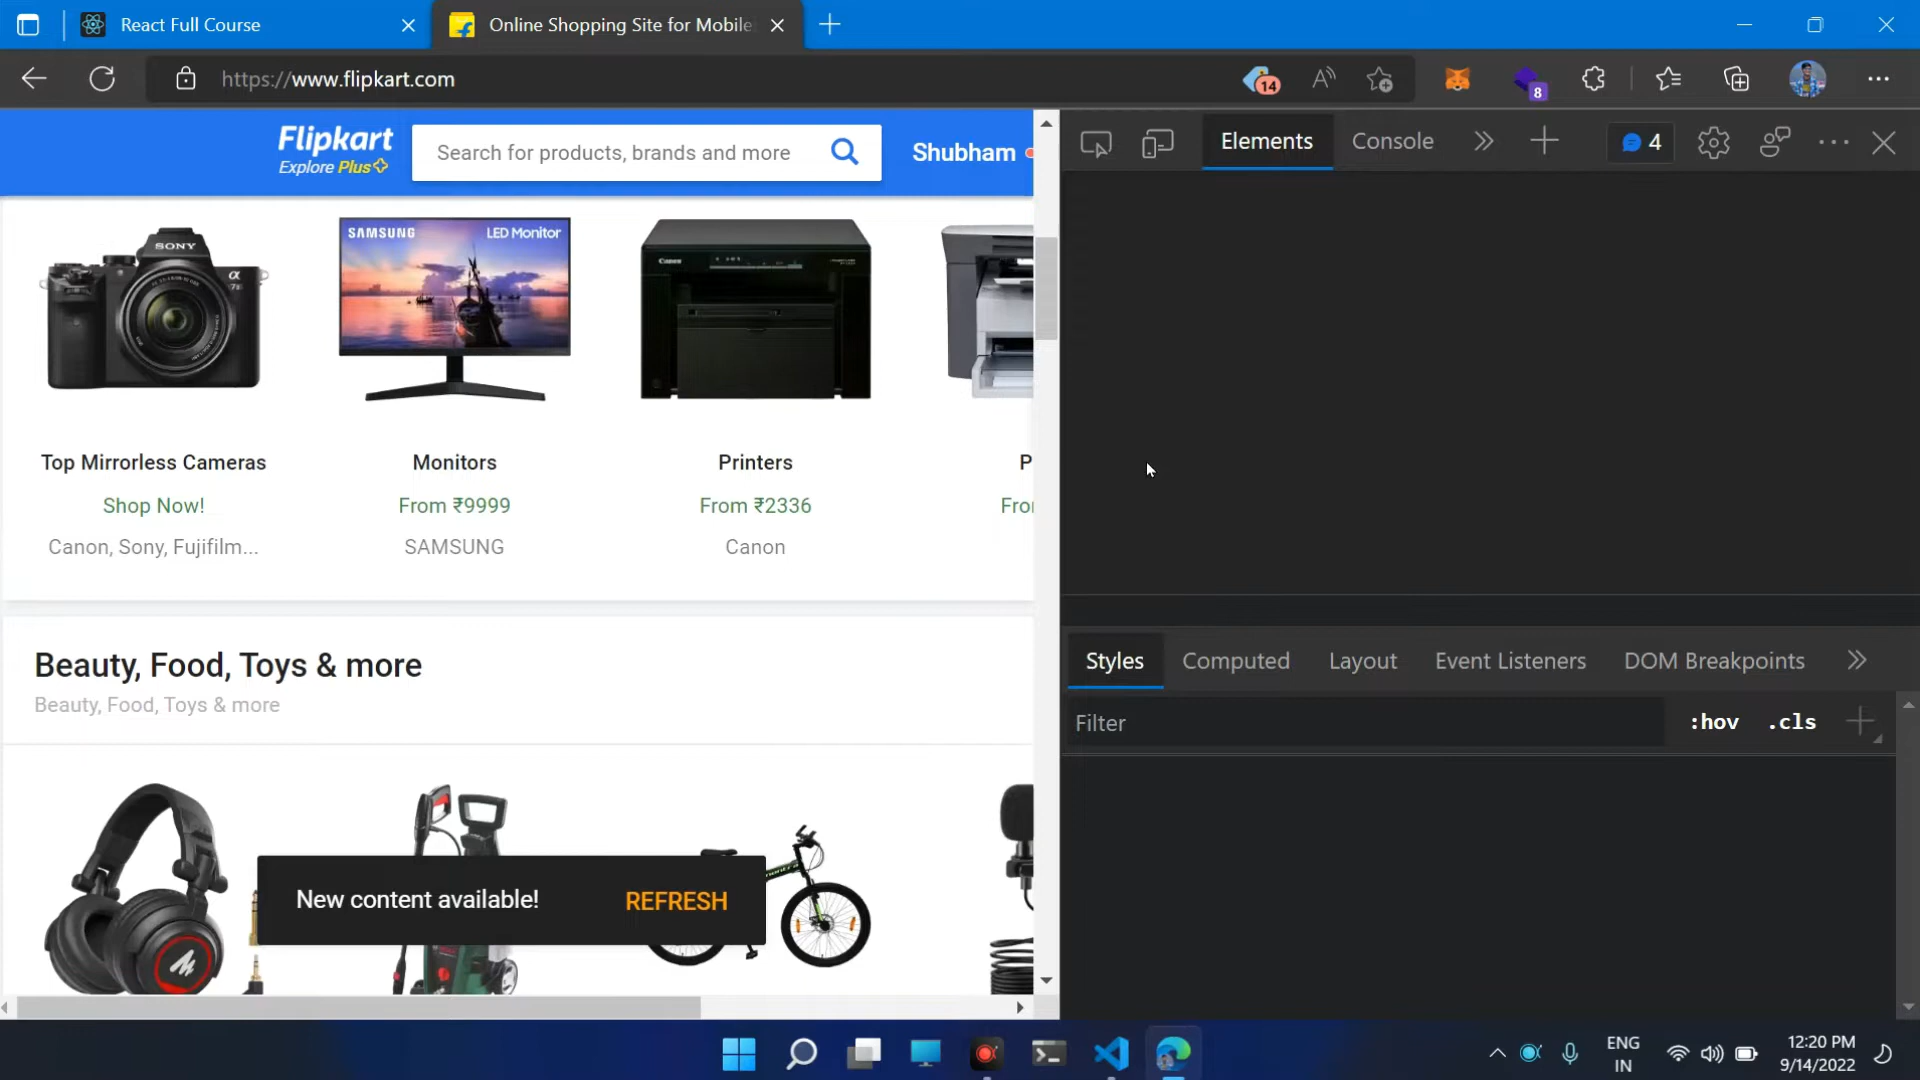 React Full Course
Online Shopping Site for Mobile
https://www.flipkart.com
14
8
Flipkart
Explore Plus
Search for products, brands and more
Shubham
Elements
Console
4
SONY
α
SAMSUNG
LED Monitor
Canon
Top Mirrorless Cameras
Monitors
Printers
P
Shop Now!
From ₹9999
From ₹2336
Fro
Canon, Sony, Fujifilm...
SAMSUNG
Canon
Beauty, Food, Toys & more
Beauty, Food, Toys & more
Styles
Computed
Layout
Event Listeners
DOM Breakpoints
Filter
:hov
.cls
New content available!
REFRESH
ENG
IN
12:20 PM
9/14/2022